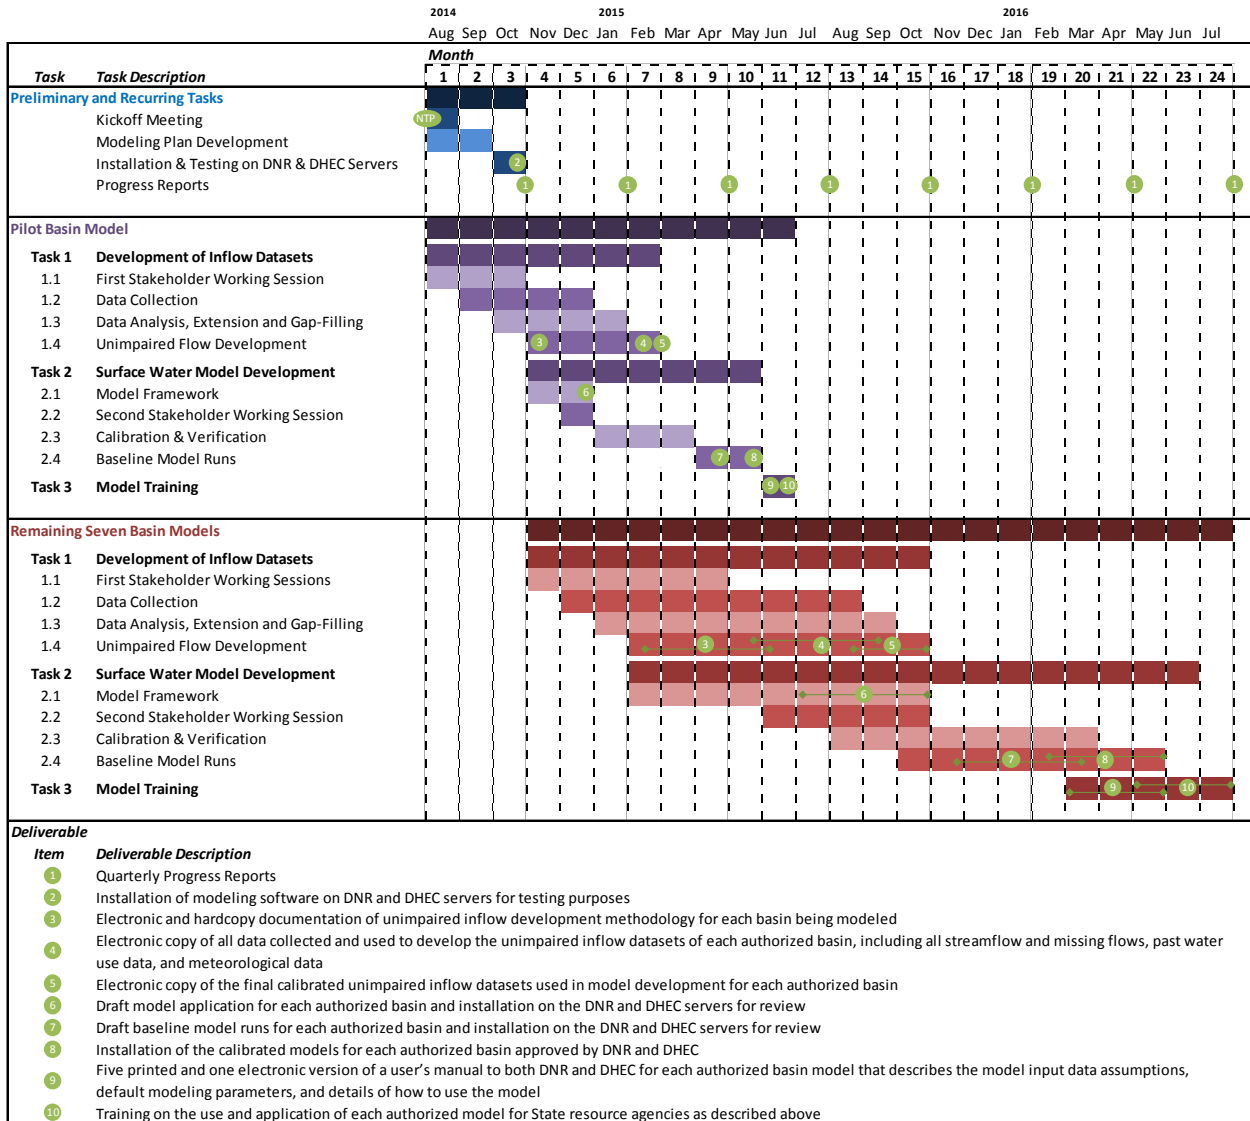 2014 2015 2016
Aug Sep Oct Nov Dec Jan Feb Mar Apr May Jul Aug Sep Oct Nov Dec Jan Feb Mar Apr May Jun Jul
Month
Task Task Description 1 2 3 4 5 6 7 8 9 10 11 12 13 14 15 16 17 18 19 20 21 22 23 24
Preliminary and Recurring Tasks
Kickoff Meeting NTP
Modeling Plan Development
Installation & Testing on DNR & DHEC Servers 2
Progress Reports 1 1 1 1 1 1 1 1
Pilot Basin Model
Task 1 Development of Inflow Datasets
1.1 First Stakeholder Working Session
1.2 Data Collection
1.3 Data Analysis, Extension and Gap-Filling
1.4 Unimpaired Flow Development 3 4 5
Task 2 Surface Water Model Development
2.1 Model Framework 6
2.2 Second Stakeholder Working Session
2.3 Calibration & Verification
2.4 Baseline Model Runs 7 8
Task 3 Model Training 9 10
Remaining Seven Basin Models
Task 1 Development of Inflow Datasets
1.1 First Stakeholder Working Sessions
1.2 Data Collection
1.3 Data Analysis, Extension and Gap-Filling
1.4 Unimpaired Flow Development 3 4 5
Task 2 Surface Water Model Development
2.1 Model Framework 6
2.2 Second Stakeholder Working Session
2.3 Calibration & Verification
2.4 Baseline Model Runs 7 8
Task 3 Model Training 9 10
Deliverable
Item Deliverable Description
1 Quarterly Progress Reports
2 Installation of modeling software on DNR and DHEC servers for testing purposes
3 Electronic and hardcopy documentation of unimpaired inflow development methodology for each basin being modeled
4 Electronic copy of all data collected and used to develop the unimpaired inflow datasets of each authorized basin, including all streamflow and missing flows, past water
use data, and meteorological data
5 Electronic copy of the final calibrated unimpaired inflow datasets used in model development for each authorized basin
6 Draft model application for each authorized basin and installation on the DNR and DHEC servers for review
7 Draft baseline model runs for each authorized basin and installation on the DNR and DHEC servers for review
8 Installation of the calibrated models for each authorized basin approved by DNR and DHEC
9 Five printed and one electronic version of a user's manual to both DNR and DHEC for each authorized basin model that describes the model input data assumptions,
default modeling parameters, and details of how to use the model
10 Training on the use and application of each authorized model for State resource agencies as described above